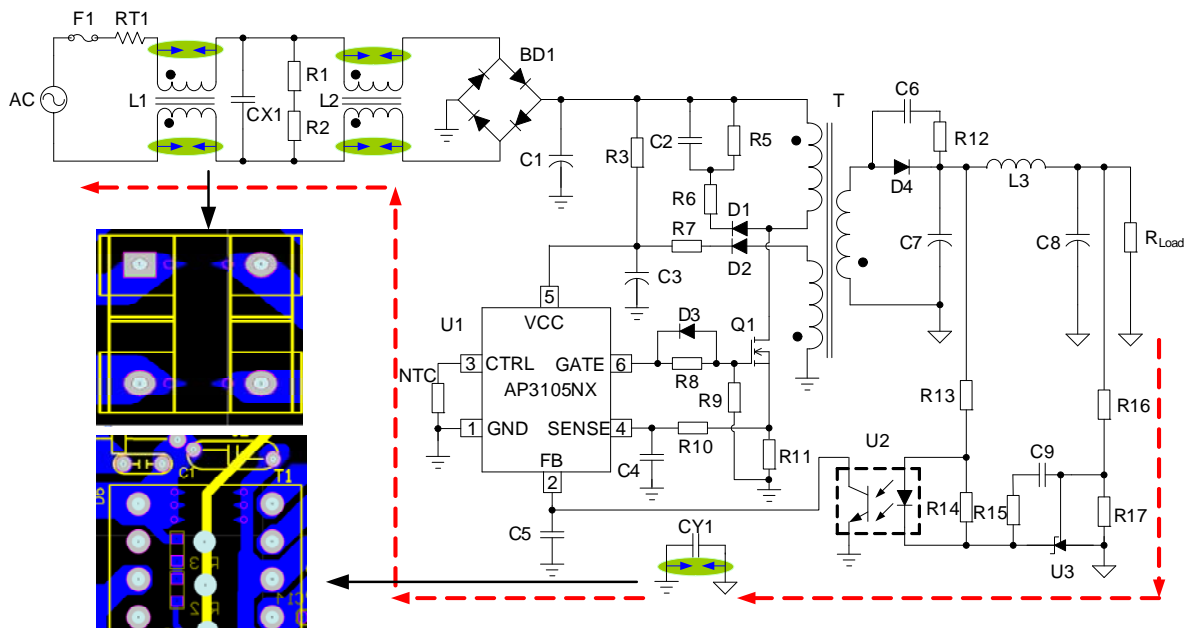 F1
RT1
AC
L1
CX1
R1
R2
L2
BD1
C1
R3
C2
R5
R6
D1
R7
D2
C3
T
C6
R12
D4
L3
C7
C8
RLoad
U1
5
VCC
3
CTRL
GATE
6
AP3105NX
1
GND
SENSE
4
FB
2
NTC
D3
R8
Q1
R9
R10
R11
C4
C5
CY1
U2
R13
R14
R15
C9
R16
R17
U3
C1
T1
R3
R2